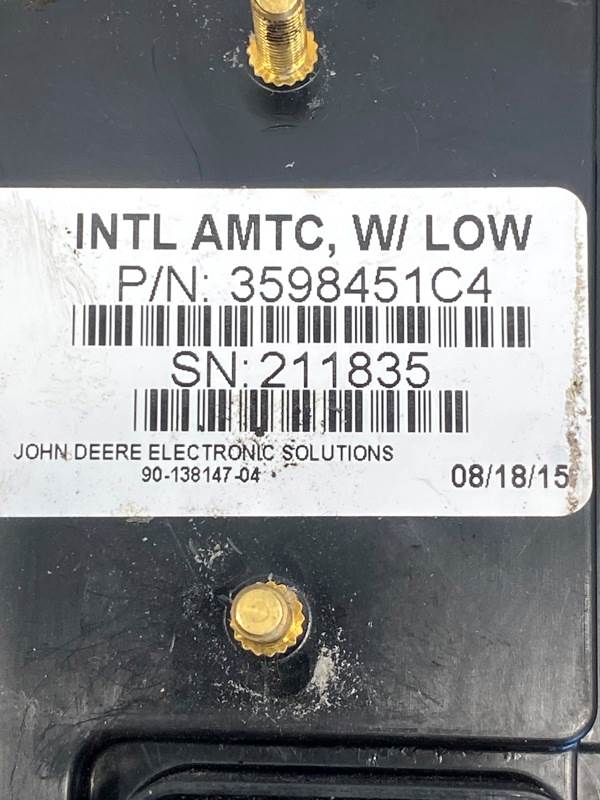 INTL AMTC, W/ LOW
P/N: 3598451C4
SN: 211835
JOHN DEERE ELECTRONIC SOLUTIONS
90-138147-04
08/18/15